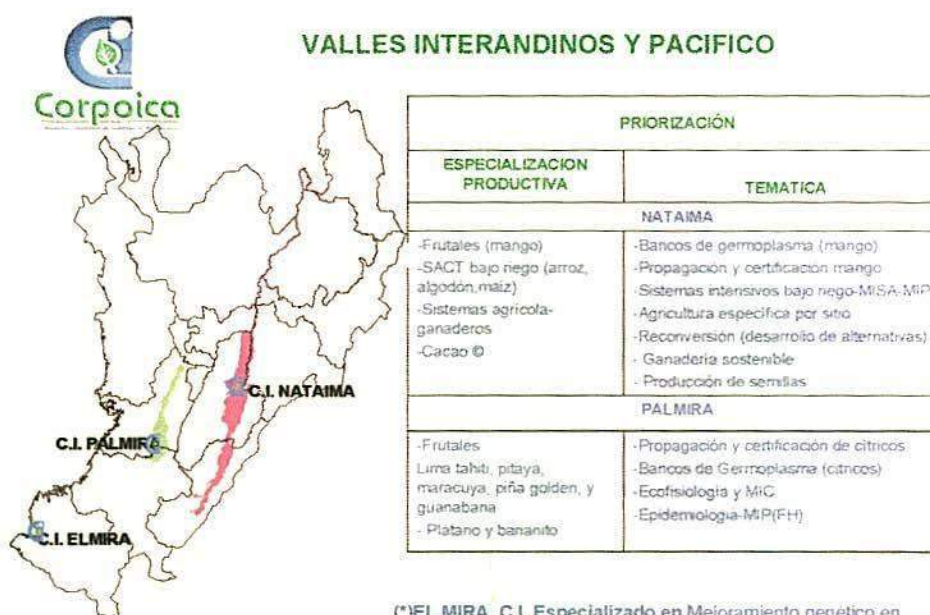 VALLES INTERANDINOS Y PACIFICO
Corpoica
PRIORIZACIÓN
ESPECIALIZACION
PRODUCTIVA
TEMATICA
NATAIMA
-Frutales (mango)
-SACT bajo riego (arroz,
algodón,maiz)
-Sistemas agricola-
ganaderos
-Cacao ©
-Bancos de germoplasma (mango)
-Propagación y certificación mango
-Sistemas intensivos bajo riego-MISA-MIP
-Agricultura especifica por sitio
-Reconversión (desarrollo de alternativas)
- Ganadería sostenible
- Producción de semillas
PALMIRA
-Frutales
Lima tahiti, pitaya,
maracuya, piña golden, y
guanabana
- Platano y bananito
-Propagación y certificación de citricos
-Bancos de Germoplasma (citricos)
-Ecofisiología y MIC
-Epidemiologia-MIP(FH)
C.I. NATAIMA
C.I. PALMIRA
C.I. ELMIRA
(*)EL MIRA, C.I. Especializado en Mejoramiento genético en